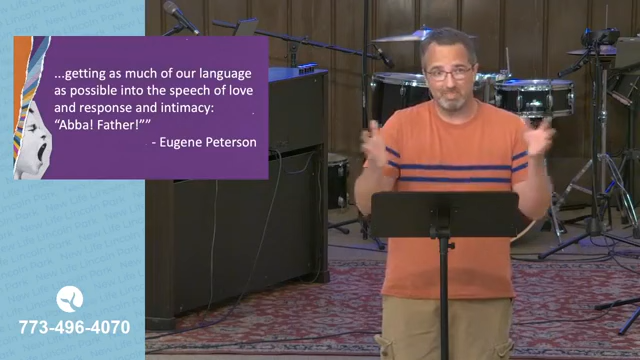 ...getting as much of our language
as possible into the speech of love
and response and intimacy:
"Abba! Father!""
- Eugene Peterson
773-496-4070